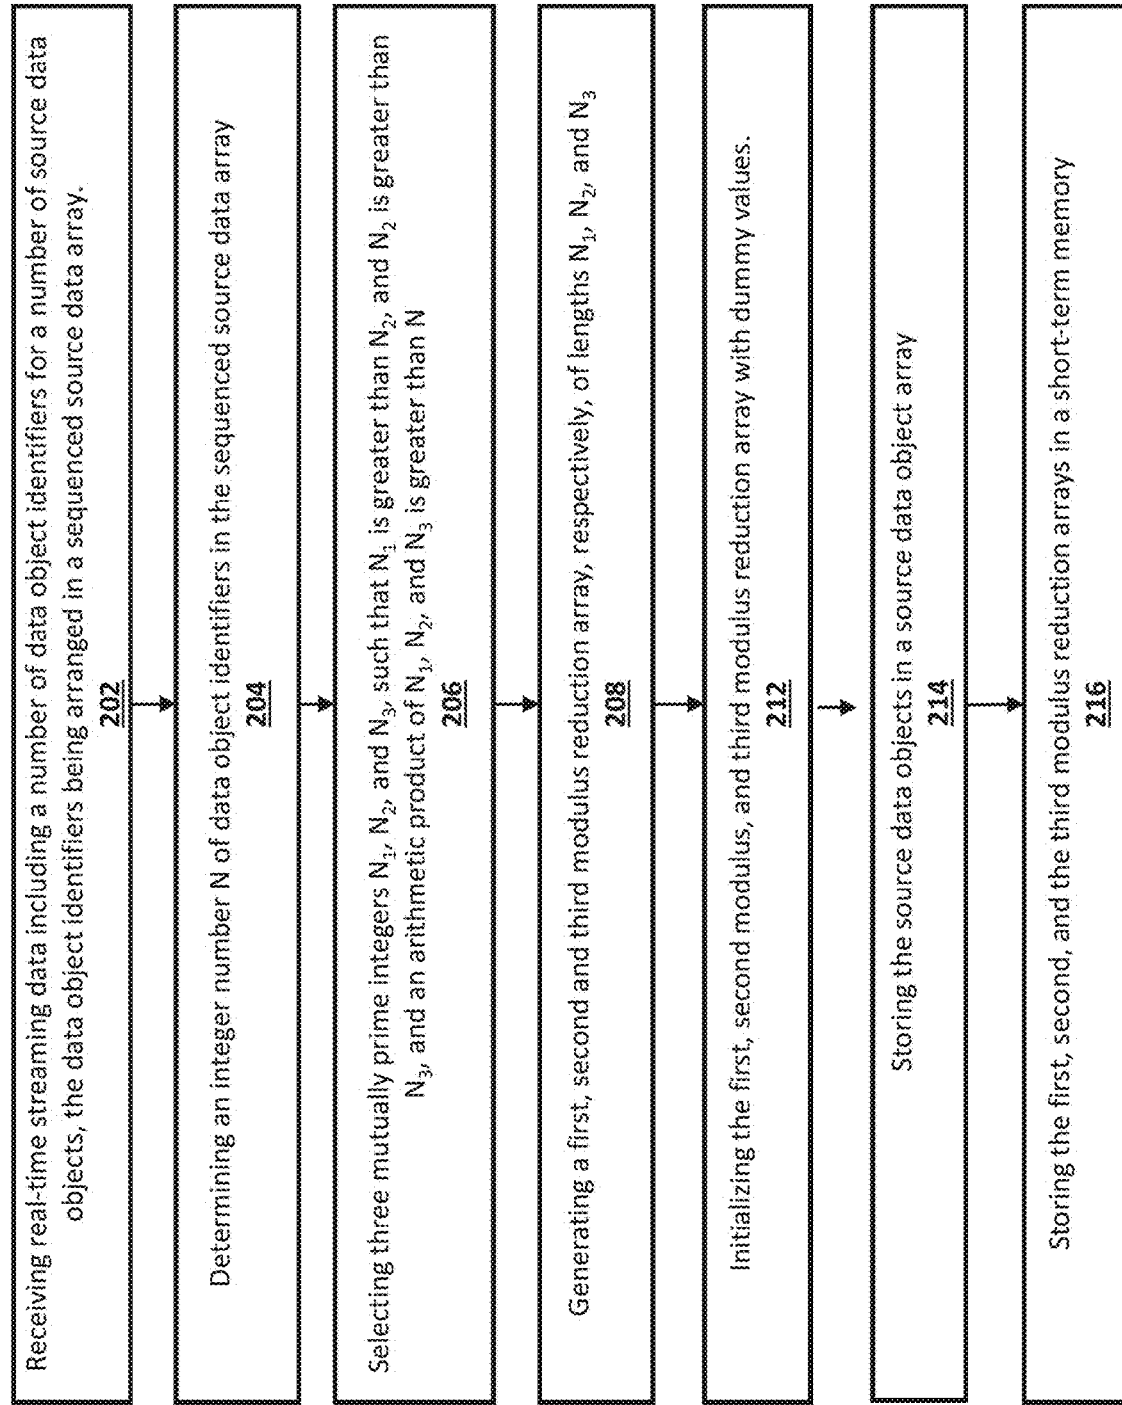 Receiving real-time streaming data including a number of data object identifiers for a number of source data
objects, the data object identifiers being arranged in a sequenced source data array.
202
Determining an integer number N of data object identifiers in the sequenced source data array
204
Selecting three mutually prime integers N₁, N₂, and N₃, such that N₁ is greater than N₂, and N₂ is greater than
N₃, and an arithmetic product of N₁, N₂, and N₃ is greater than N
206
Generating a first, second and third modulus reduction array, respectively, of lengths N₁, N₂, and N₃
208
Initializing the first, second modulus, and third modulus reduction array with dummy values.
212
Storing the source data objects in a source data object array
214
Storing the first, second, and the third modulus reduction arrays in a short-term memory
216